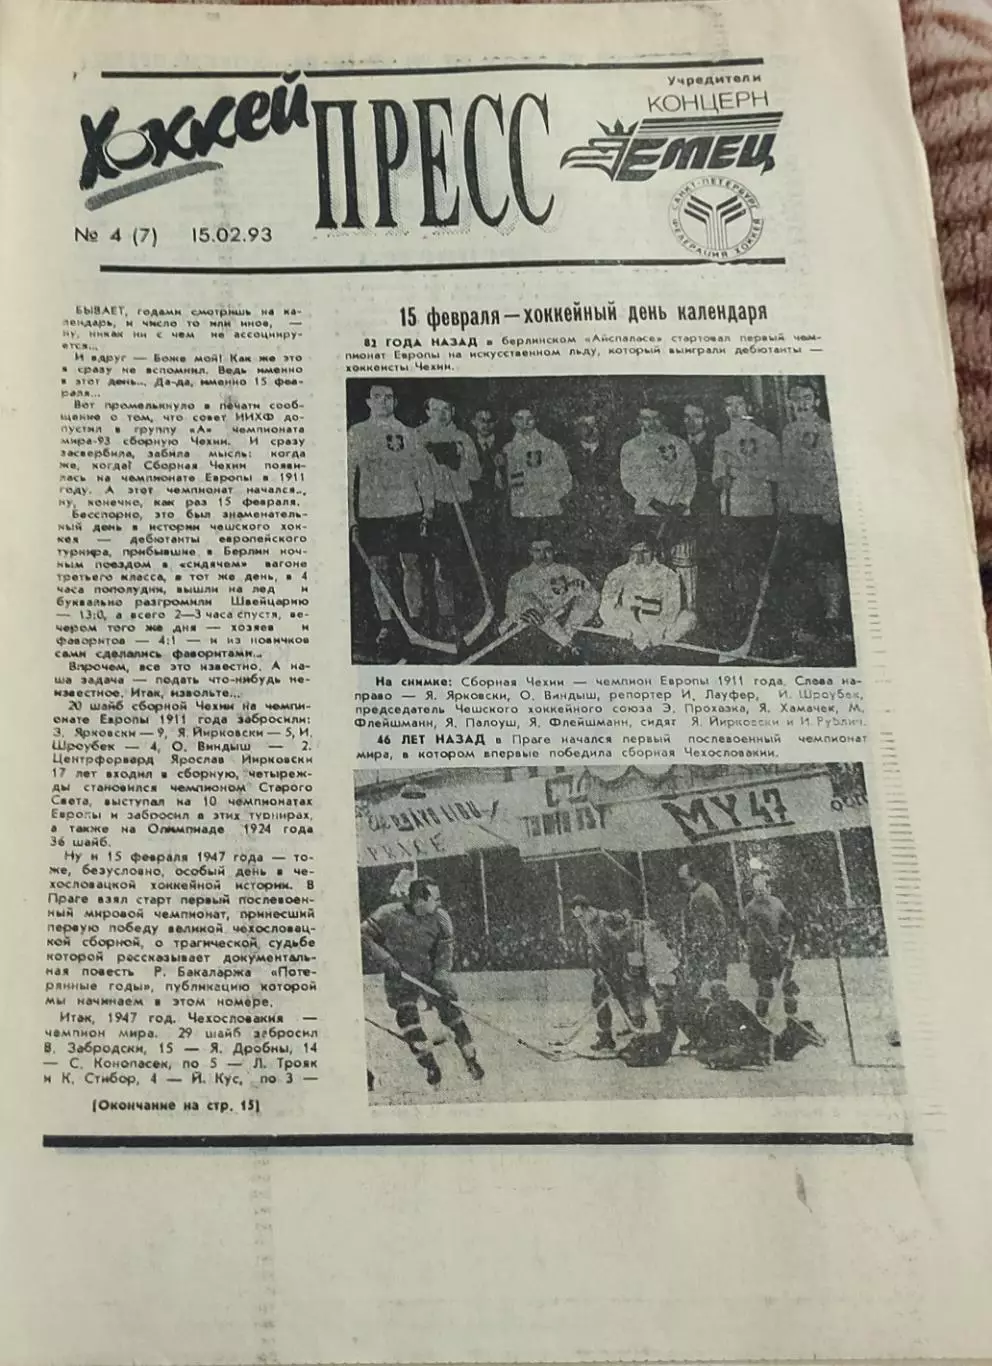 Хоккей ПРЕСС
Учредители
КОНЦЕРН
ТЕМЕЦ
САНКТ-ПЕТЕРБУРГ
ФЕДЕРАЦИЯ ХОККЕЯ
№ 4 (7) 15.02.93
БЫВАЕТ, годами смотришь на ка-
лендарь, и число то или иное, —
ну, никак ни с чем не ассоцииру-
ется...
И вдруг — Боже мой! Как же это
я сразу не вспомнил. Ведь именно
в этот день... Да-да, именно 15 фев-
раля...
Вот промелькнуло в печати сооб-
щение о том, что совет ИИХФ до-
пустил в группу «А» чемпионата
мира-93 сборную Чехии. И сразу
засвербила, забила мысль: когда
же, когда? Сборная Чехии появи-
лась на чемпионате Европы в 1911
году. А этот чемпионат начался...,
ну, конечно, как раз 15 февраля.
Бесспорно, это был знаменатель-
ный день в истории чешского хок-
кея — дебютанты европейского
турнира, прибывшие в Берлин ноч-
ным поездом в «сидячем» вагоне
третьего класса, в тот же день, в 4
часа пополудни, вышли на лед и
буквально разгромили Швейцарию
— 13:0, а всего 2—3 часа спустя, ве-
чером того же дня — хозяев и
фаворитов — 4:1 — и из новичков
сами сделались фаворитами...
Впрочем, все это известно. А на-
ша задача — подать что-нибудь не-
известное. Итак, извольте...
20 шайб сборной Чехии на чемпи-
онате Европы 1911 года забросили:
З. Ярковски — 9, Я. Йирковски — 5, И.
Шроубек — 4, О. Виндыш — 2.
Центрфорвард Ярослав Йирковски
17 лет входил в сборную, четыреж-
ды становился чемпионом Старого
Света, выступал на 10 чемпионатах
Европы и забросил в этих турнирах,
а также на Олимпиаде 1924 года
36 шайб.
Ну и 15 февраля 1947 года — то-
же, безусловно, особый день в че-
хословацкой хоккейной истории. В
Праге взял старт первый послевоен-
ный мировой чемпионат, принесший
первую победу великой чехословац-
кой сборной, о трагической судьбе
которой рассказывает документаль-
ная повесть Р. Бакаларжа «Поте-
рянные годы», публикацию которой
мы начинаем в этом номере.
Итак, 1947 год. Чехословакия —
чемпион мира. 29 шайб забросил
В. Забродски, 15 — Я. Дробны, 14
— С. Конопасек, по 5 — Л. Трояк
и К. Стибор, 4 — Й. Кус, по 3 —
(Окончание на стр. 15)
15 февраля — хоккейный день календаря
82 ГОДА НАЗАД в берлинском «Айспаласе» стартовал первый чем-
пионат Европы на искусственном льду, который выиграли дебютанты —
хоккеисты Чехии.
На снимке: Сборная Чехии — чемпион Европы 1911 года. Слева на-
право — Я. Ярковски, О. Виндыш, репортер И. Лауфер, И. Шроубек,
председатель Чешского хоккейного союза Э. Прохазка, Я. Хамачек, М.
Флейшманн, Я. Палоуш, Я. Флейшманн, сидят Я. Йирковски и И. Рублич.
46 ЛЕТ НАЗАД в Праге начался первый послевоенный чемпионат
мира, в котором впервые победила сборная Чехословакии.
MY 47